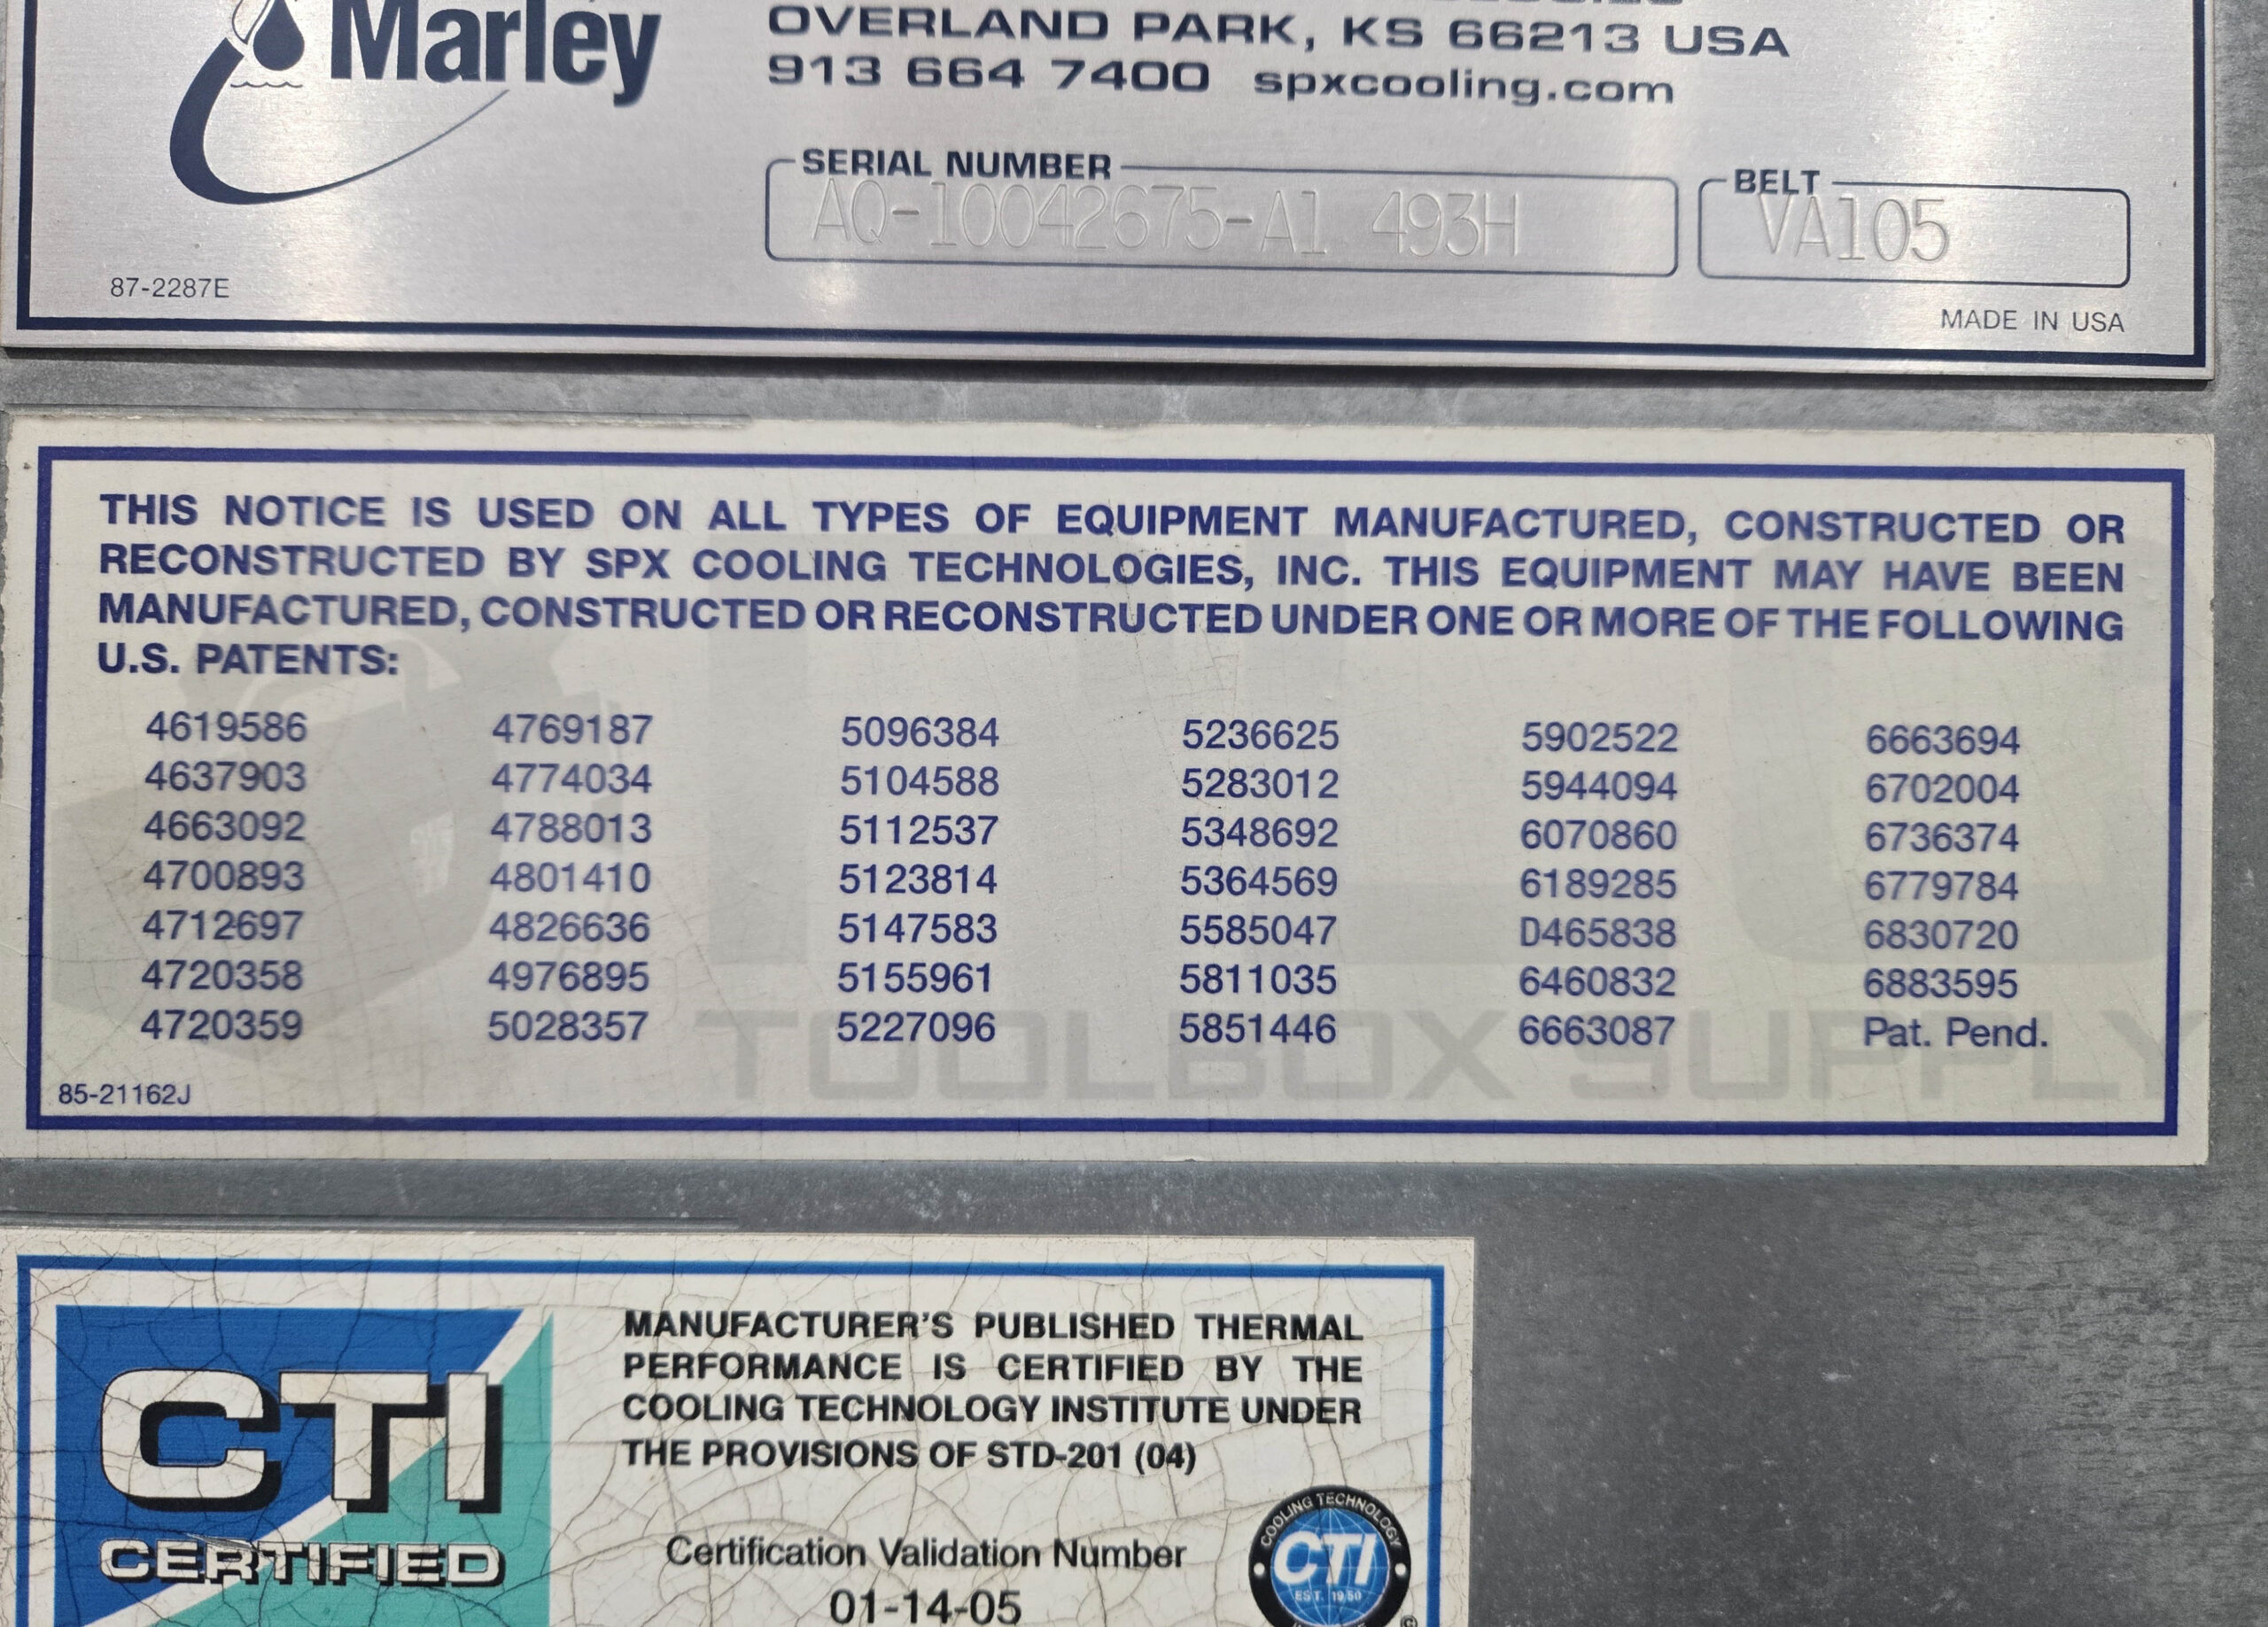 Marley
OVERLAND PARK, KS 66213 USA
913 664 7400 spxcooling.com
SERIAL NUMBER
AQ-10042675-A1 493H
BELT
VA105
87-2287E
MADE IN USA
THIS NOTICE IS USED ON ALL TYPES OF EQUIPMENT MANUFACTURED, CONSTRUCTED OR
RECONSTRUCTED BY SPX COOLING TECHNOLOGIES, INC. THIS EQUIPMENT MAY HAVE BEEN
MANUFACTURED, CONSTRUCTED OR RECONSTRUCTED UNDER ONE OR MORE OF THE FOLLOWING
U.S. PATENTS:
4619586 4769187 5096384 5236625 5902522 6663694
4637903 4774034 5104588 5283012 5944094 6702004
4663092 4788013 5112537 5348692 6070860 6736374
4700893 4801410 5123814 5364569 6189285 6779784
4712697 4826636 5147583 5585047 D465838 6830720
4720358 4976895 5155961 5811035 6460832 6883595
4720359 5028357 5227096 5851446 6663087 Pat. Pend.
85-21162J
TOOLBOX SUPPLY
CTI
CERTIFIED
MANUFACTURER'S PUBLISHED THERMAL
PERFORMANCE IS CERTIFIED BY THE
COOLING TECHNOLOGY INSTITUTE UNDER
THE PROVISIONS OF STD-201 (04)
Certification Validation Number
01-14-05
COOLING TECHNOLOGY
CTI
EST. 1950
©